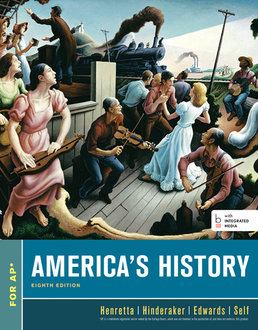 b
with
INTEGRATED
MEDIA
FOR AP*
AMERICA'S HISTORY
EIGHTH EDITION
Henretta | Hinderaker | Edwards | Self